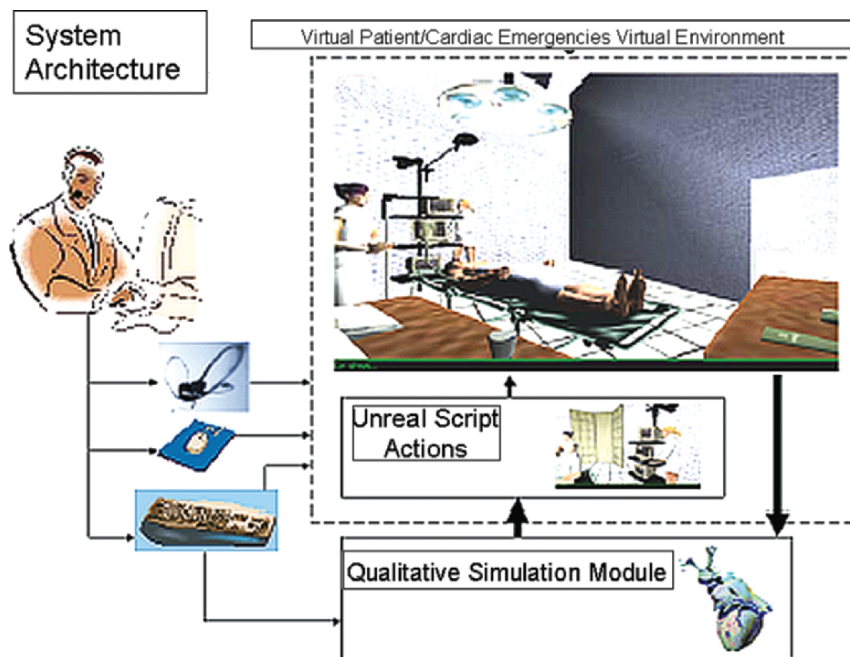 System
Architecture
Virtual Patient/Cardiac Emergencies Virtual Environment
Unreal Script
Actions
Qualitative Simulation Module